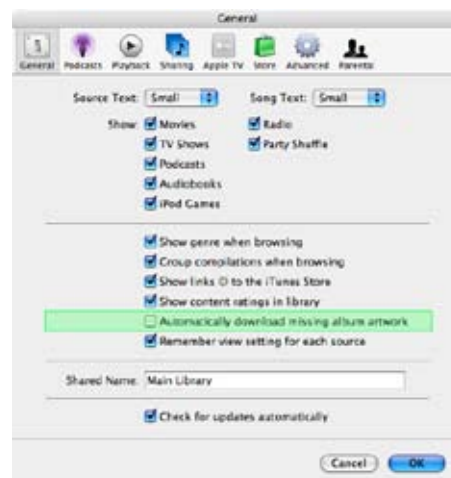 General
General Podcasts Playback Sharing Apple TV Store Advanced Parental
Source Text: Small Song Text: Small
Show: Movies Radio
TV Shows Party Shuffle
Podcasts
Audiobooks
iPod Games
Show genre when browsing
Group compilations when browsing
Show links to the iTunes Store
Show content ratings in library
Automatically download missing album artwork
Remember view setting for each source
Shared Name: Main Library
Check for updates automatically
Cancel OK